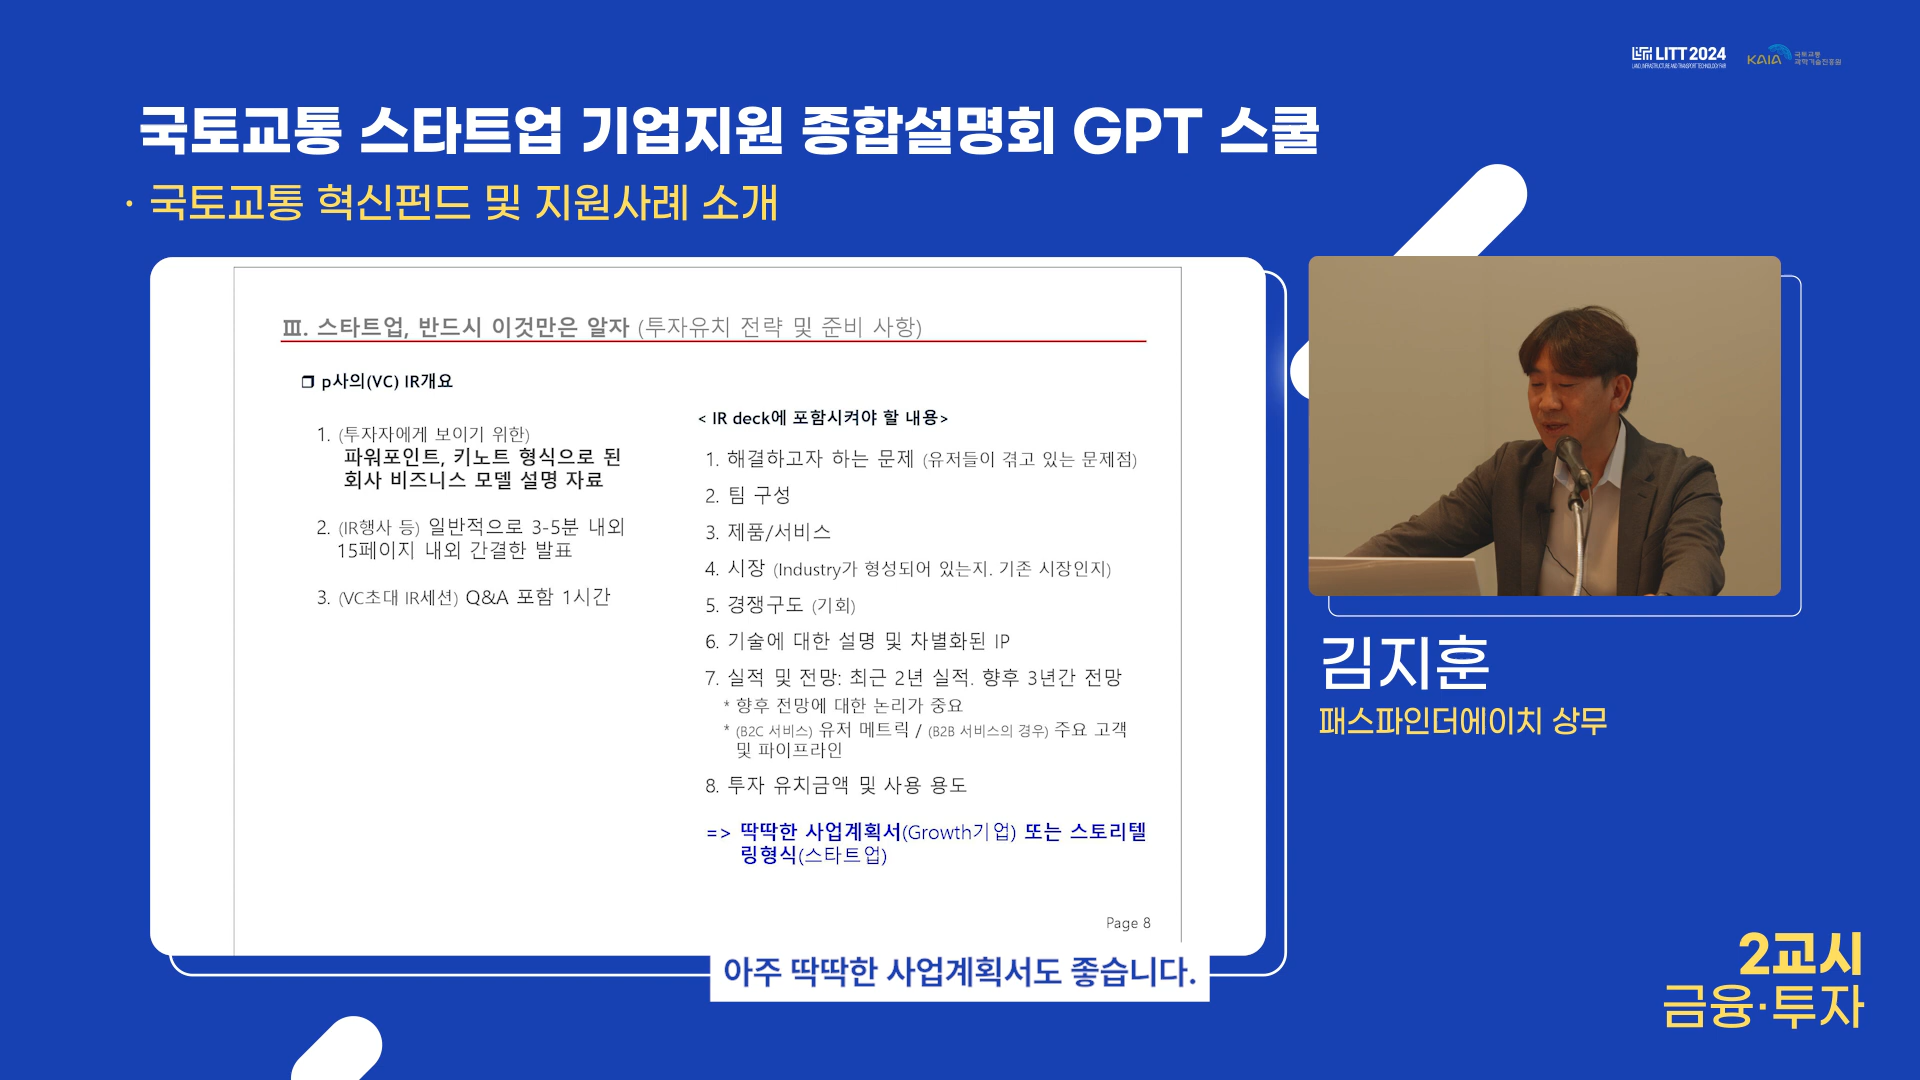 LITT 2024
LAND, INFRASTRUCTURE AND TRANSPORT TECHNOLOGY FAIR
KAIA 국토교통
과학기술진흥원
국토교통 스타트업 기업지원 종합설명회 GPT 스쿨
· 국토교통 혁신펀드 및 지원사례 소개
Ⅲ. 스타트업, 반드시 이것만은 알자 (투자유치 전략 및 준비 사항)
❐ p사의(VC) IR개요
1. (투자자에게 보이기 위한)
파워포인트, 키노트 형식으로 된
회사 비즈니스 모델 설명 자료
2. (IR행사 등) 일반적으로 3-5분 내외
15페이지 내외 간결한 발표
3. (VC초대 IR세션) Q&A 포함 1시간
< IR deck에 포함시켜야 할 내용>
1. 해결하고자 하는 문제 (유저들이 겪고 있는 문제점)
2. 팀 구성
3. 제품/서비스
4. 시장 (Industry가 형성되어 있는지. 기존 시장인지)
5. 경쟁구도 (기회)
6. 기술에 대한 설명 및 차별화된 IP
7. 실적 및 전망: 최근 2년 실적. 향후 3년간 전망
* 향후 전망에 대한 논리가 중요
* (B2C 서비스) 유저 메트릭 / (B2B 서비스의 경우) 주요 고객
및 파이프라인
8. 투자 유치금액 및 사용 용도
=> 딱딱한 사업계획서(Growth기업) 또는 스토리텔
링형식(스타트업)
Page 8
아주 딱딱한 사업계획서도 좋습니다.
김지훈
패스파인더에이치 상무
2교시
금융·투자